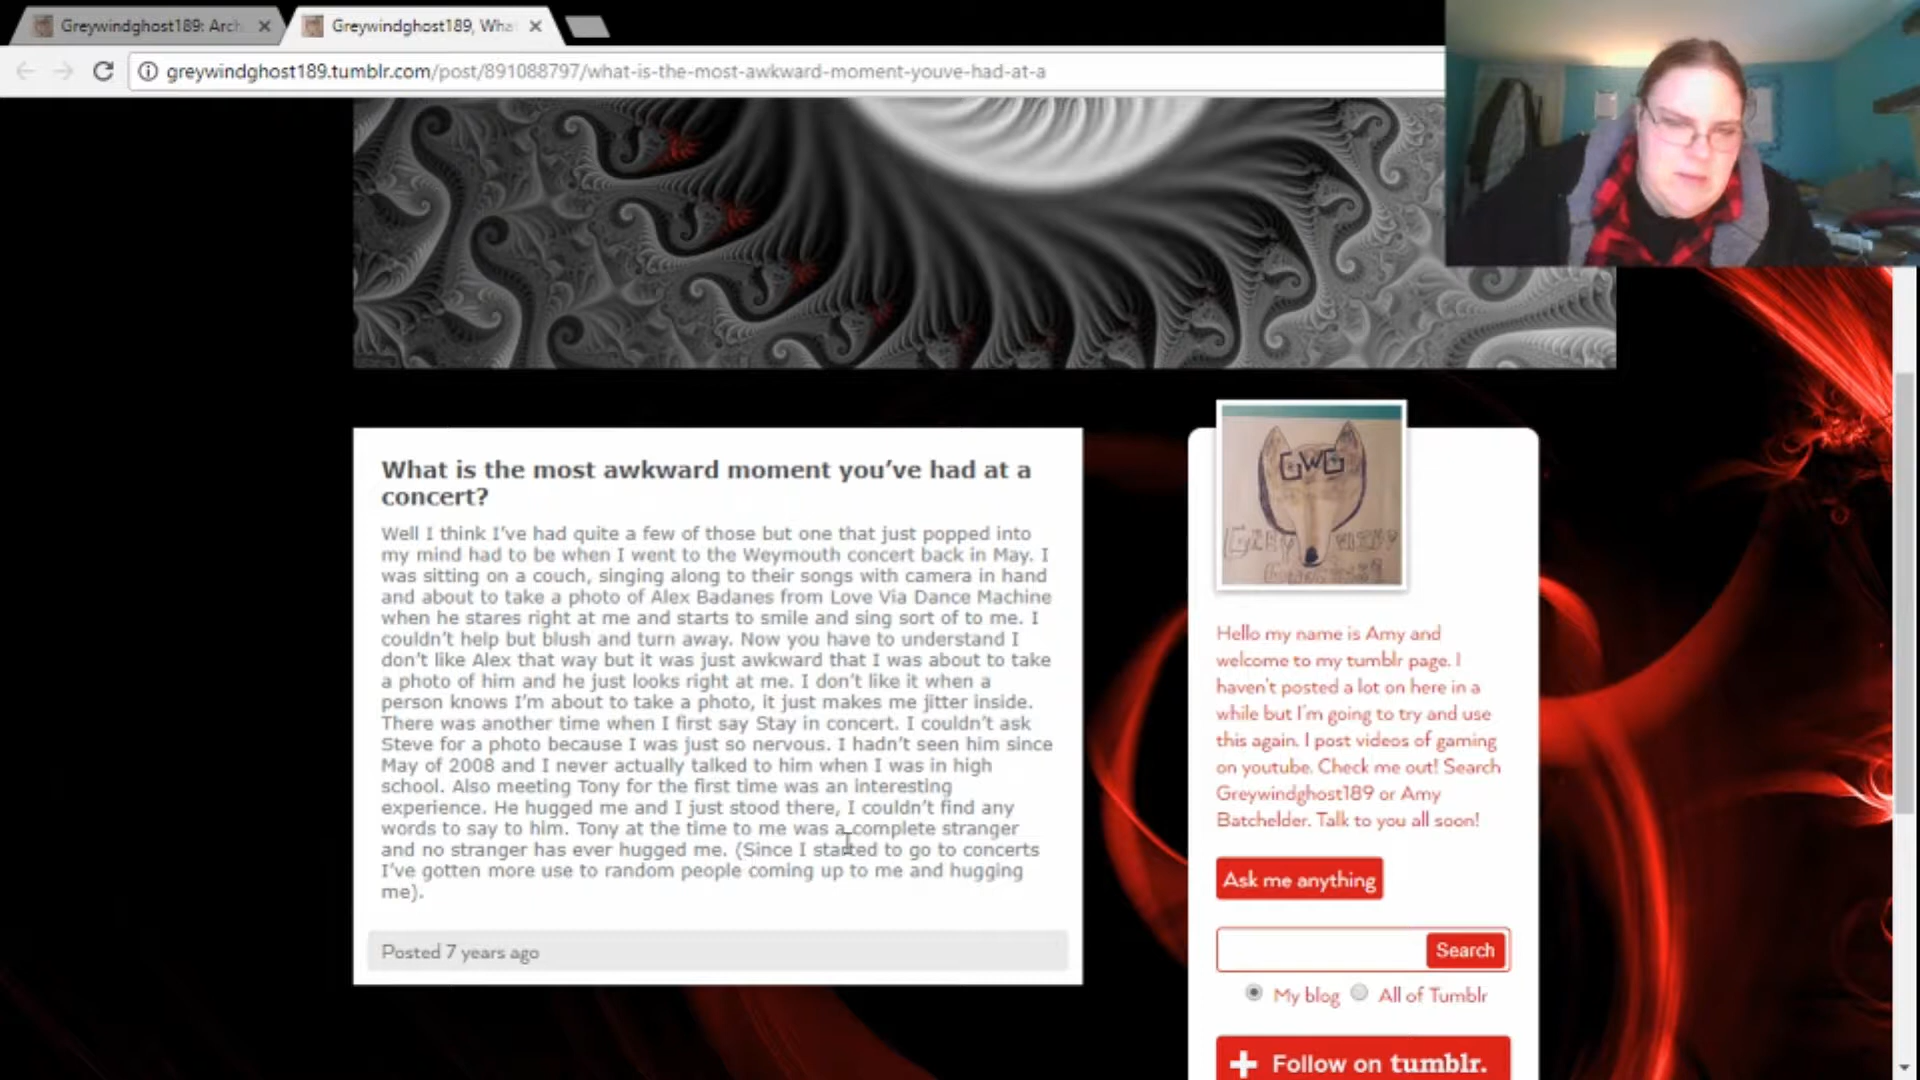 Greywindghost189: Arch
Greywindghost189, Wha
greywindghost189.tumblr.com/post/891088797/what-is-the-most-awkward-moment-youve-had-at-a
What is the most awkward moment you've had at a
concert?
Well I think I've had quite a few of those but one that just popped into
my mind had to be when I went to the Weymouth concert back in May. I
was sitting on a couch, singing along to their songs with camera in hand
and about to take a photo of Alex Badanes from Love Via Dance Machine
when he stares right at me and starts to smile and sing sort of to me. I
couldn't help but blush and turn away. Now you have to understand I
don't like Alex that way but it was just awkward that I was about to take
a photo of him and he just looks right at me. I don't like it when a
person knows I'm about to take a photo, it just makes me jitter inside.
There was another time when I first say Stay in concert. I couldn't ask
Steve for a photo because I was just so nervous. I hadn't seen him since
May of 2008 and I never actually talked to him when I was in high
school. Also meeting Tony for the first time was an interesting
experience. He hugged me and I just stood there, I couldn't find any
words to say to him. Tony at the time to me was a complete stranger
and no stranger has ever hugged me. (Since I started to go to concerts
I've gotten more use to random people coming up to me and hugging
me).
Posted 7 years ago
GWG
Hello my name is Amy and
welcome to my tumblr page. I
haven't posted a lot on here in a
while but I'm going to try and use
this again. I post videos of gaming
on youtube. Check me out! Search
Greywindghost189 or Amy
Batchelder. Talk to you all soon!
Ask me anything
Search
My blog
All of Tumblr
Follow on tumblr.